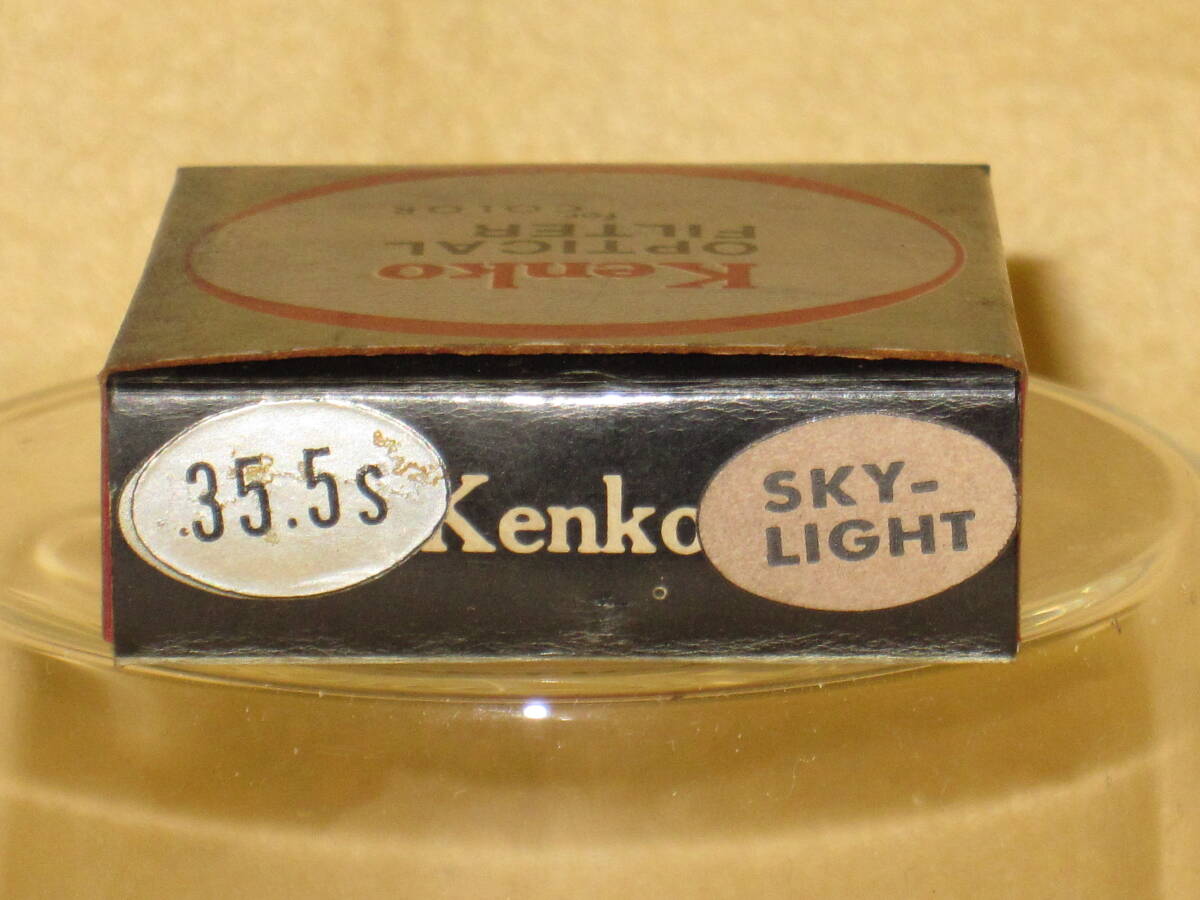 Kenko
OPTICAL
FILTER
for COLOR
35.5s
Kenko
SKY-
LIGHT